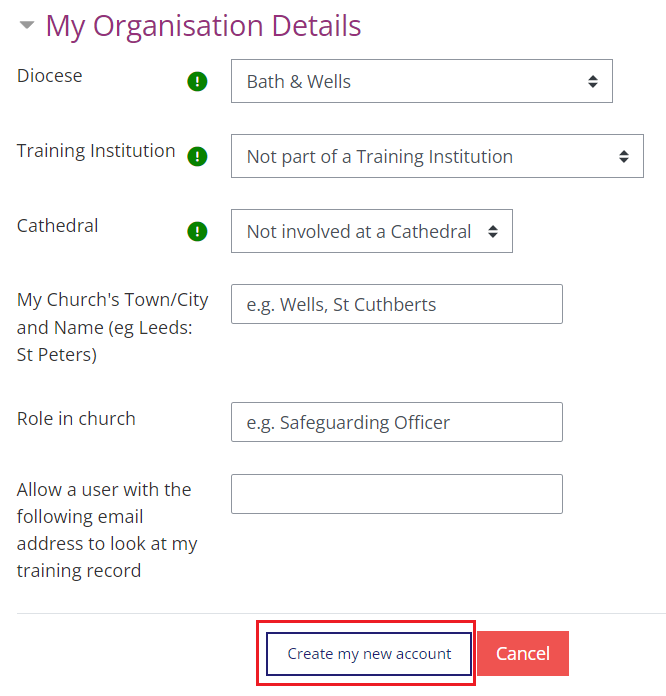 My Organisation Details
Diocese
!
Bath & Wells
Training Institution
!
Not part of a Training Institution
Cathedral
!
Not involved at a Cathedral
My Church's Town/City
and Name (eg Leeds:
St Peters)
e.g. Wells, St Cuthberts
Role in church
e.g. Safeguarding Officer
Allow a user with the
following email
address to look at my
training record
Create my new account
Cancel